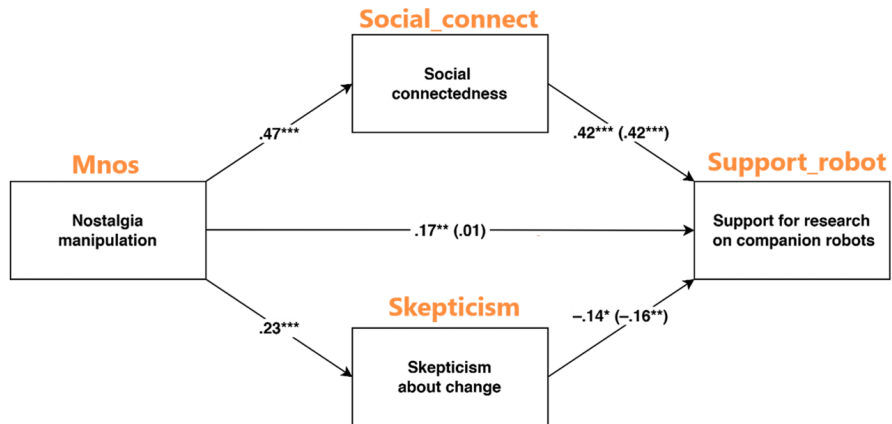 Social_connect
Social
connectedness
.47***
.42*** (.42***)
Mnos
Support_robot
Nostalgia
manipulation
.17** (.01)
Support for research
on companion robots
Skepticism
.23***
–.14* (–.16**)
Skepticism
about change